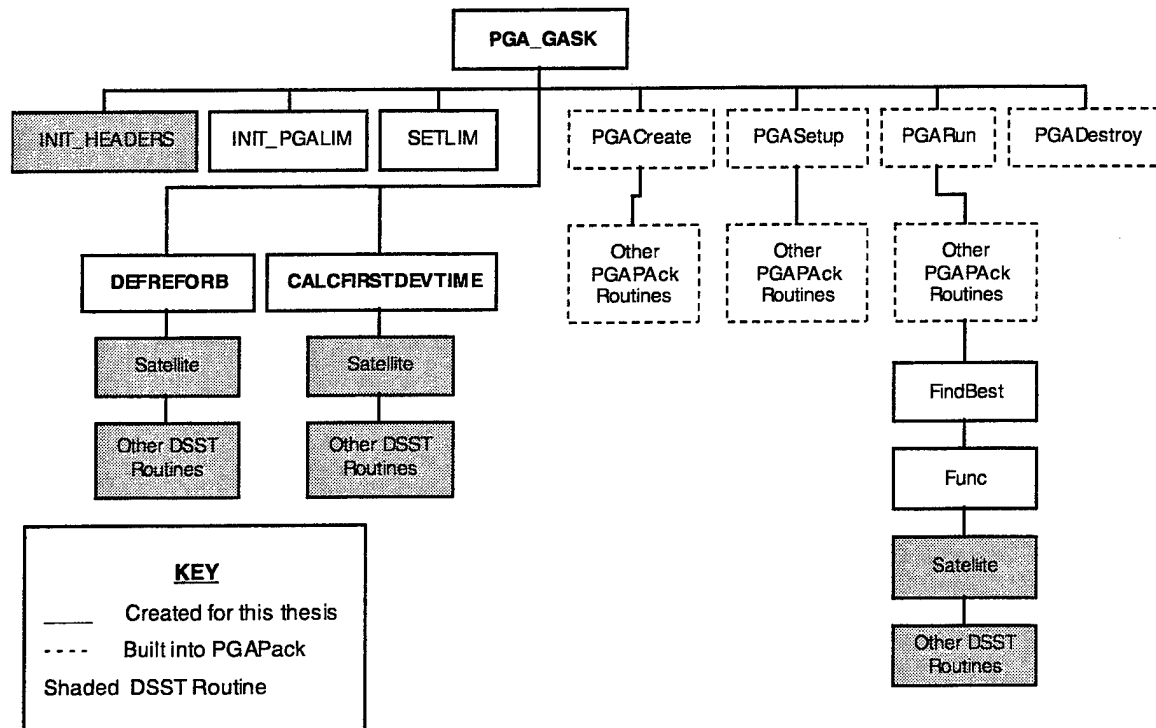 PGA_GASK
INIT_HEADERS
INIT_PGALIM
SETLIM
PGACreate
PGASetup
PGARun
PGADestroy
Other
PGAPAck
Routines
Other
PGAPAck
Routines
Other
PGAPAck
Routines
DEFREFORB
CALCFIRSTDEVTIME
Satellite
Satellite
Other DSST
Routines
Other DSST
Routines
FindBest
Func
Satellite
Other DSST
Routines
KEY
Created for this thesis
Built into PGAPack
Shaded DSST Routine